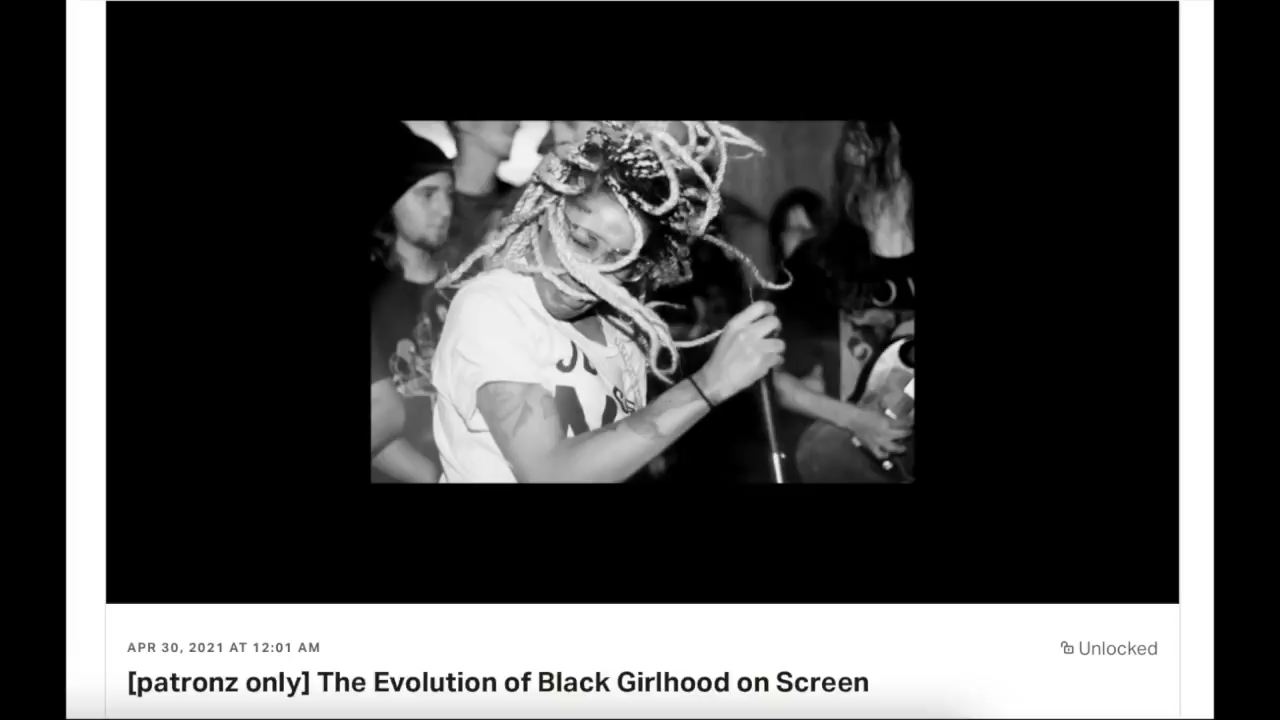 APR 30, 2021 AT 12:01 AM
Unlocked
[patronz only] The Evolution of Black Girlhood on Screen